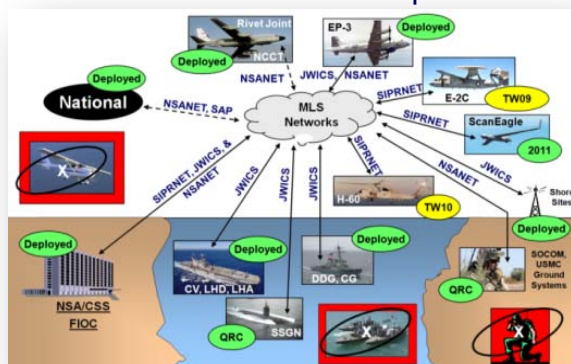 Rivet Joint
NCCT
Deployed
EP-3
Deployed
Deployed
National
NSANET
JWICS, NSANET
NSANET, SAP
MLS
Networks
SIPRNET
E-2C
TW09
SIPRNET
ScanEagle
2011
X
SIPRNET, JWICS, &
NSANET
JWICS
JWICS
JWICS
SIPRNET
H-60
TW10
NSANET
JWICS
Shore
Sites
Deployed
Deployed
NSA/CSS
FIOC
Deployed
CV, LHD, LHA
QRC
SSGN
Deployed
DDG, CG
X
SOCOM,
USMC
Ground
Systems
QRC
X